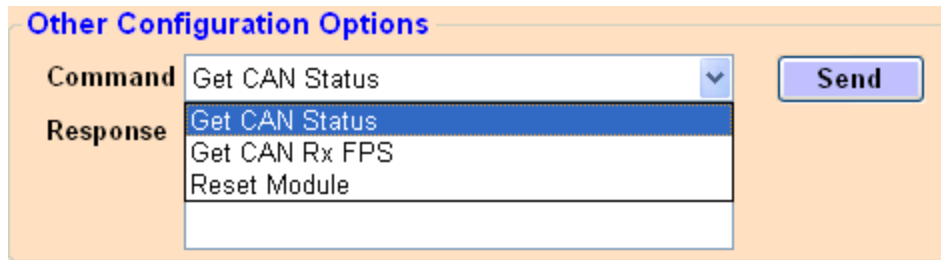 Other Configuration Options
Command Get CAN Status Send
Response Get CAN Status
Get CAN Rx FPS
Reset Module